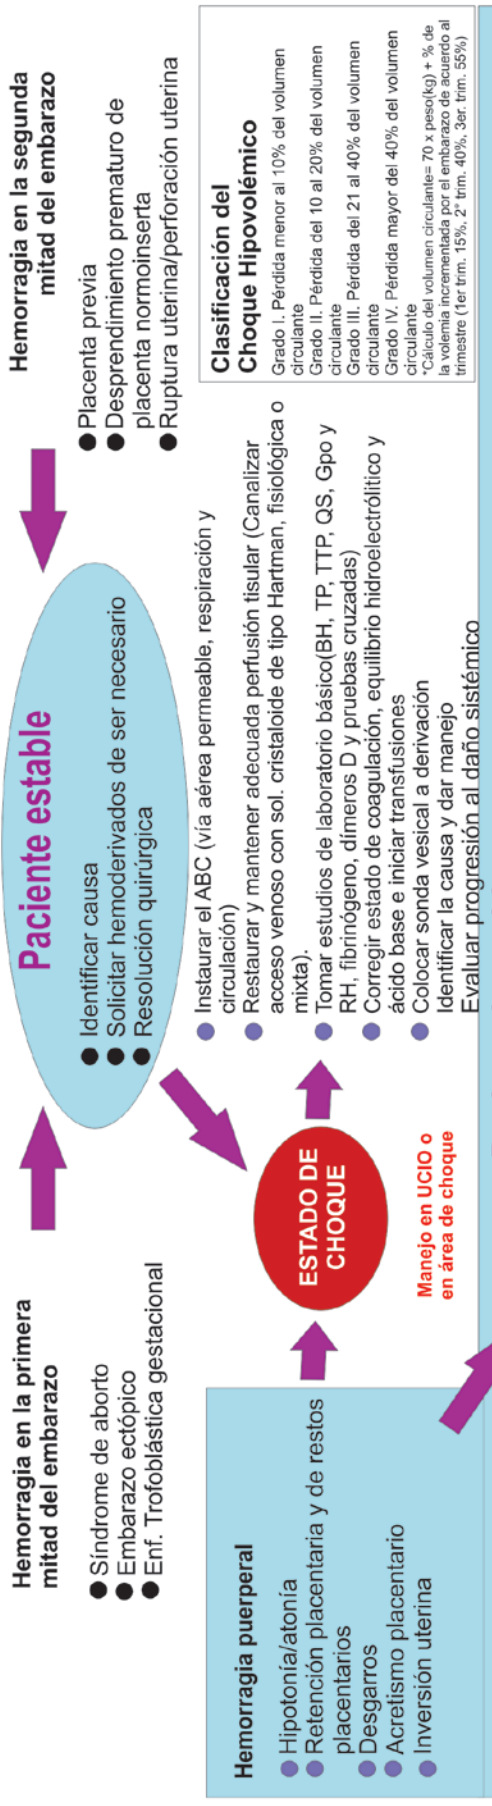 Hemorragia en la primera
mitad del embarazo
● Síndrome de aborto
● Embarazo ectópico
● Enf. Trofoblástica gestacional
Paciente estable
● Identificar causa
● Solicitar hemoderivados de ser necesario
● Resolución quirúrgica
Hemorragia en la segunda
mitad del embarazo
● Placenta previa
● Desprendimiento prematuro de
placenta normoinserta
● Ruptura uterina/perforación uterina
Hemorragia puerperal
● Hipotonía/atonía
● Retención placentaria y de restos
placentarios
● Desgarros
● Acretismo placentario
● Inversión uterina
ESTADO DE
CHOQUE
Manejo en UCIO o
en área de choque
● Instaurar el ABC (vía aérea permeable, respiración y
circulación)
● Restaurar y mantener adecuada perfusión tisular (Canalizar
acceso venoso con sol. cristaloide de tipo Hartman, fisiológica o
mixta).
● Tomar estudios de laboratorio básico(BH, TP, TTP, QS, Gpo y
RH, fibrinógeno, dímeros D y pruebas cruzadas)
● Corregir estado de coagulación, equilibrio hidroelectrólitico y
ácido base e iniciar transfusiones
● Colocar sonda vesical a derivación
Identificar la causa y dar manejo
Evaluar progresión al daño sistémico
Clasificación del
Choque Hipovolémico
Grado I. Pérdida menor al 10% del volumen
circulante
Grado II. Pérdida del 10 al 20% del volumen
circulante
Grado III. Pérdida del 21 al 40% del volumen
circulante
Grado IV. Pérdida mayor del 40% del volumen
circulante
*Cálculo del volumen circulante= 70 x peso(kg) + % de
la volemia incrementada por el embarazo de acuerdo al
trimestre (1er trim. 15%, 2° trim. 40%, 3er. trim. 55%)